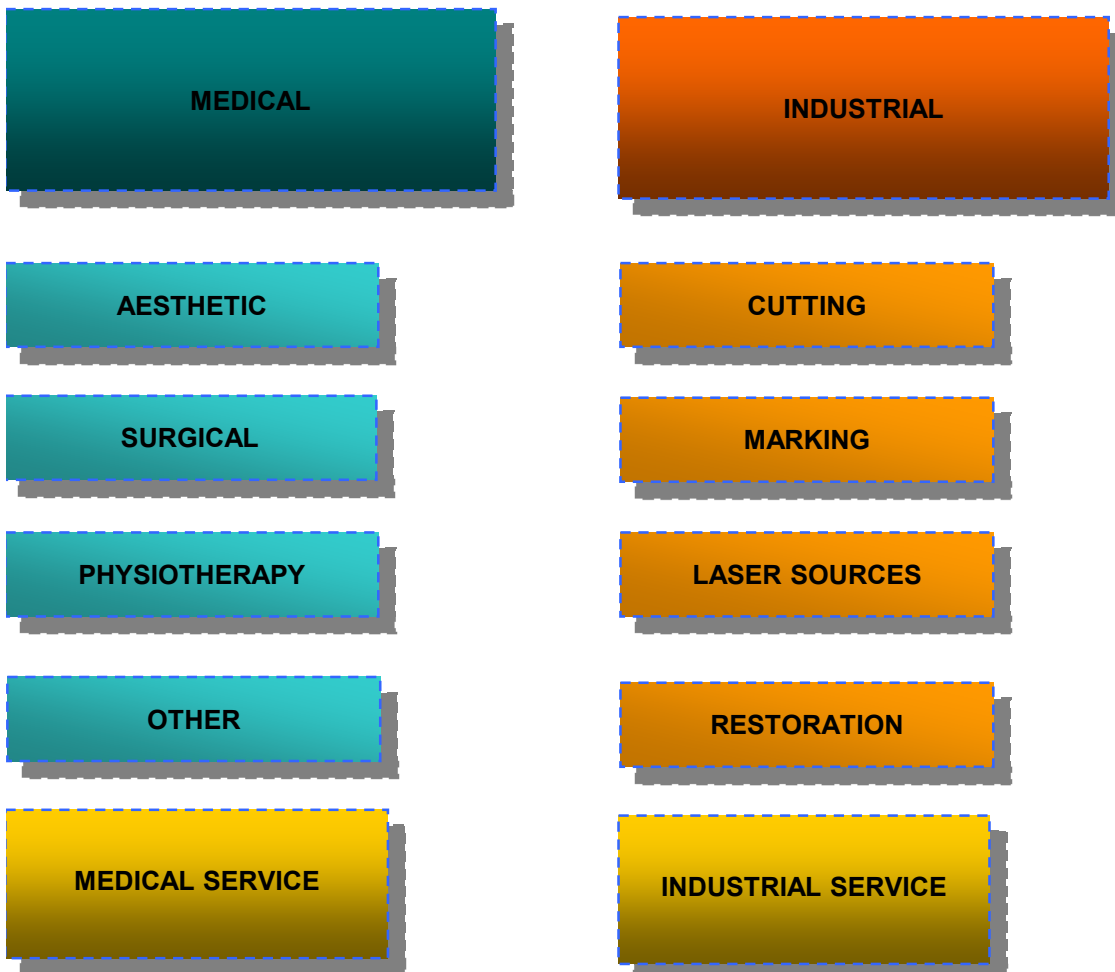 MEDICAL
INDUSTRIAL
AESTHETIC
CUTTING
SURGICAL
MARKING
PHYSIOTHERAPY
LASER SOURCES
OTHER
RESTORATION
MEDICAL SERVICE
INDUSTRIAL SERVICE